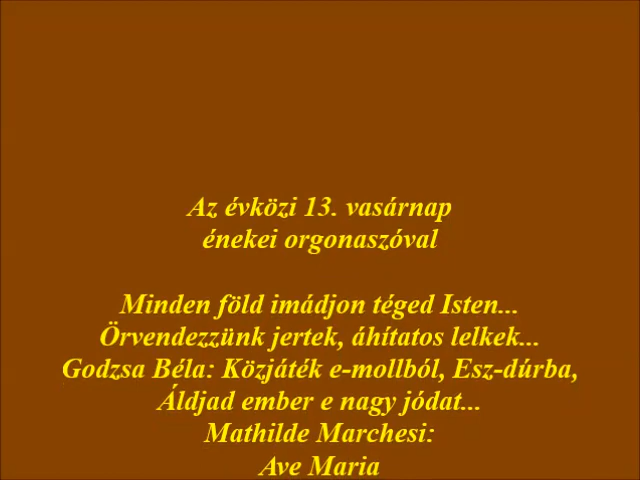 Az évközi 13. vasárnap
énekei orgonaszóval
Minden föld imádjon téged Isten...
Örvendezzünk jertek, áhítatos lelkek...
Godzsa Béla: Közjáték e-mollból, Esz-dúrba,
Áldjad ember e nagy jódat...
Mathilde Marchesi:
Ave Maria